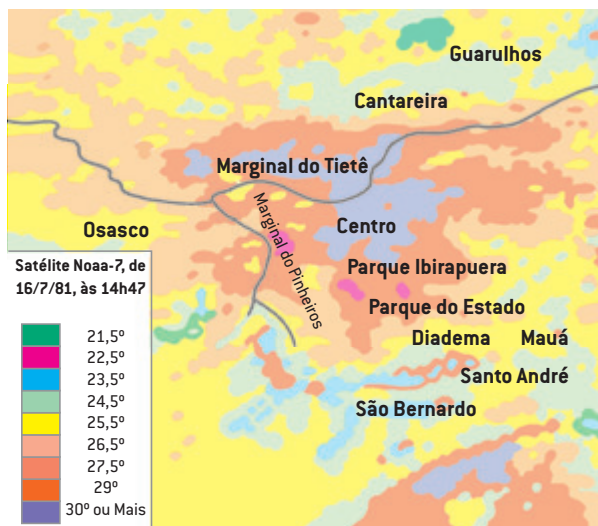 Guarulhos
Cantareira
Marginal do Tietê
Marginal do Pinheiros
Osasco
Centro
Parque Ibirapuera
Parque do Estado
Diadema
Mauá
Santo André
São Bernardo
Satélite Noaa-7, de
16/7/81, às 14h47
21,5º
22,5º
23,5º
24,5º
25,5º
26,5º
27,5º
29º
30º ou Mais